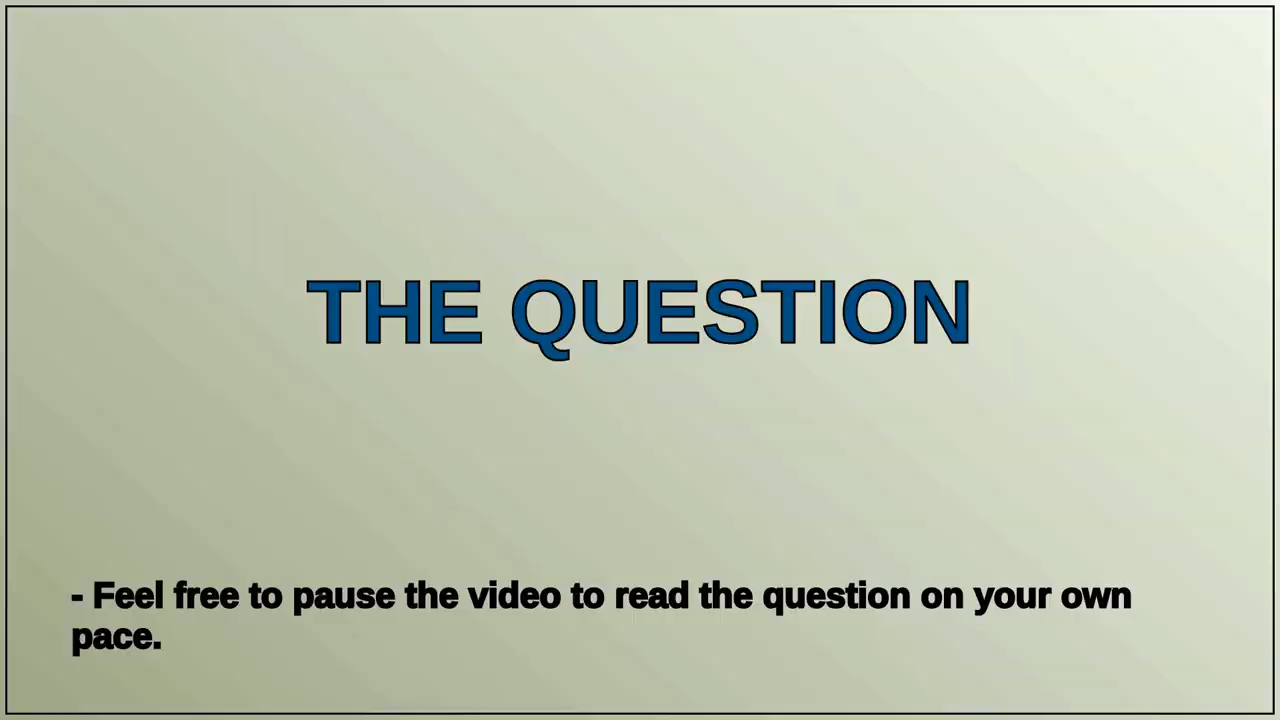 THE QUESTION
- Feel free to pause the video to read the question on your own
pace.